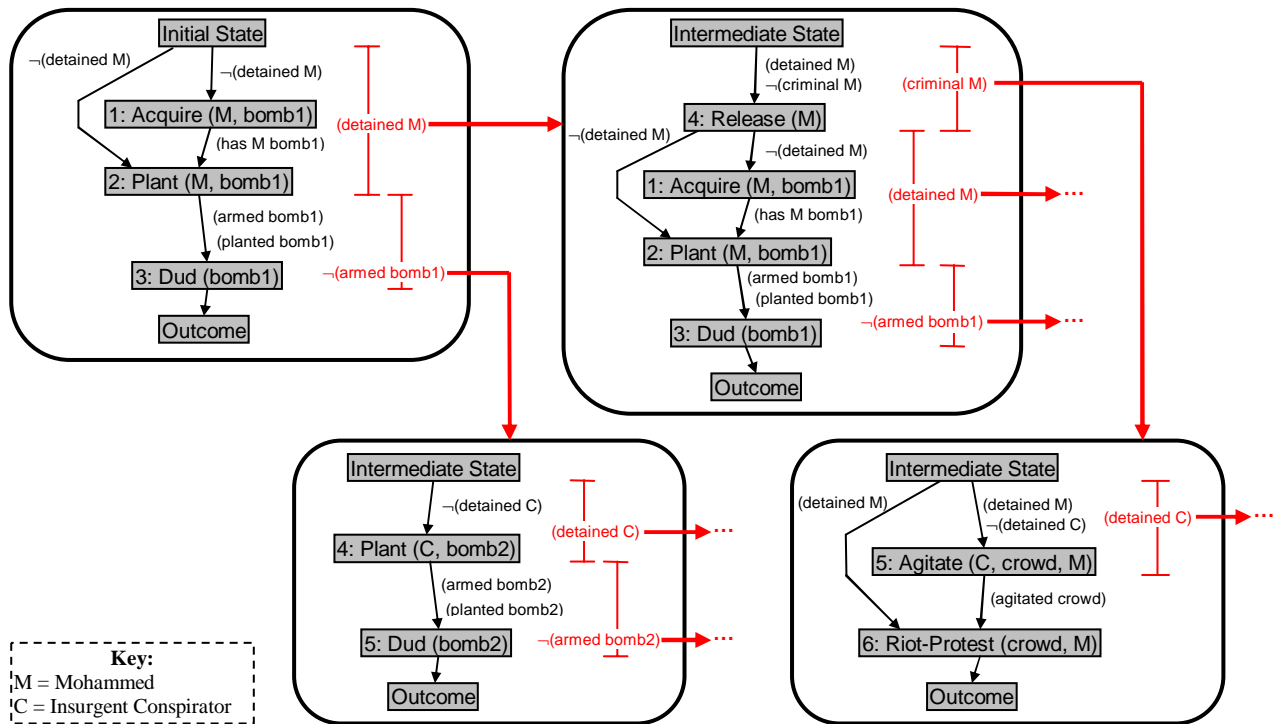 Initial State
¬(detained M)
¬(detained M)
1: Acquire (M, bomb1)
(has M bomb1)
2: Plant (M, bomb1)
(armed bomb1)
(planted bomb1)
3: Dud (bomb1)
Outcome
(detained M)
¬(armed bomb1)
Intermediate State
(detained M)
¬(criminal M)
4: Release (M)
¬(detained M)
¬(detained M)
1: Acquire (M, bomb1)
(has M bomb1)
2: Plant (M, bomb1)
(armed bomb1)
(planted bomb1)
3: Dud (bomb1)
Outcome
(criminal M)
(detained M)
...
¬(armed bomb1)
...
Intermediate State
¬(detained C)
4: Plant (C, bomb2)
(armed bomb2)
(planted bomb2)
5: Dud (bomb2)
Outcome
(detained C)
...
¬(armed bomb2)
...
Intermediate State
(detained M)
(detained M)
¬(detained C)
5: Agitate (C, crowd, M)
(agitated crowd)
6: Riot-Protest (crowd, M)
Outcome
(detained C)
...
Key:
M = Mohammed
C = Insurgent Conspirator